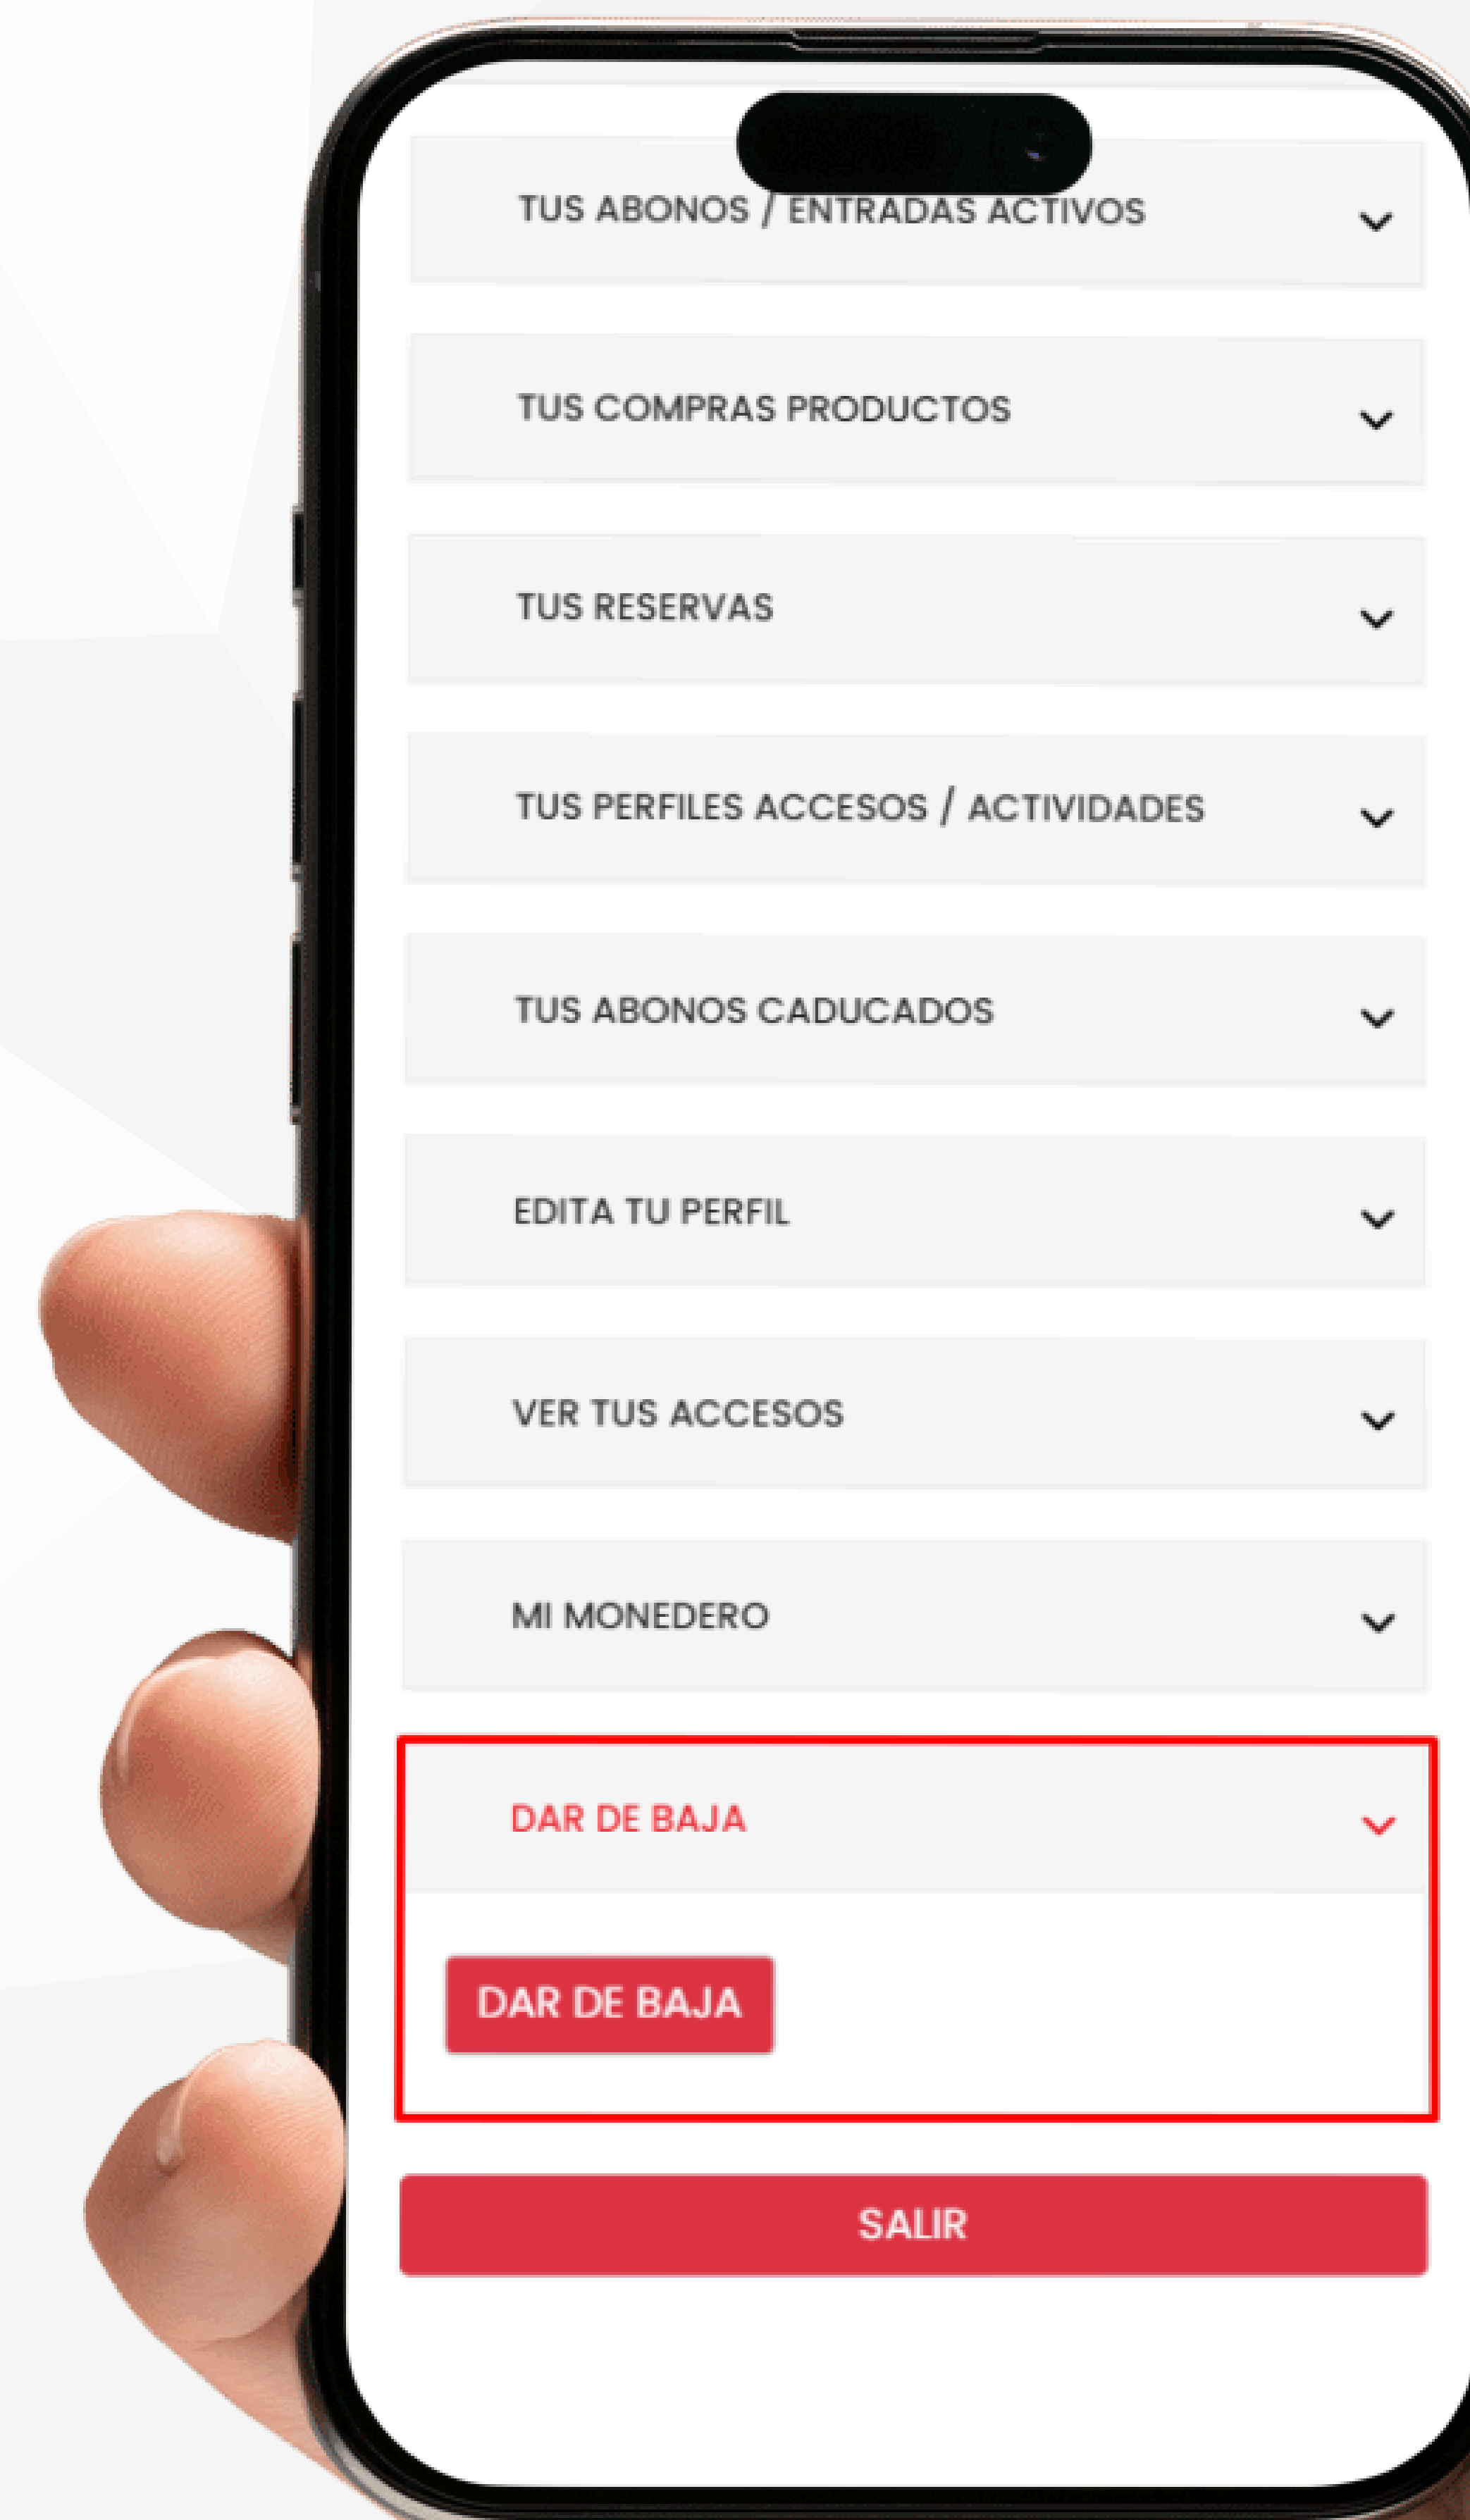 TUS ABONOS / ENTRADAS ACTIVOS
TUS COMPRAS PRODUCTOS
TUS RESERVAS
TUS PERFILES ACCESOS / ACTIVIDADES
TUS ABONOS CADUCADOS
EDITA TU PERFIL
VER TUS ACCESOS
MI MONEDERO
DAR DE BAJA
DAR DE BAJA
SALIR